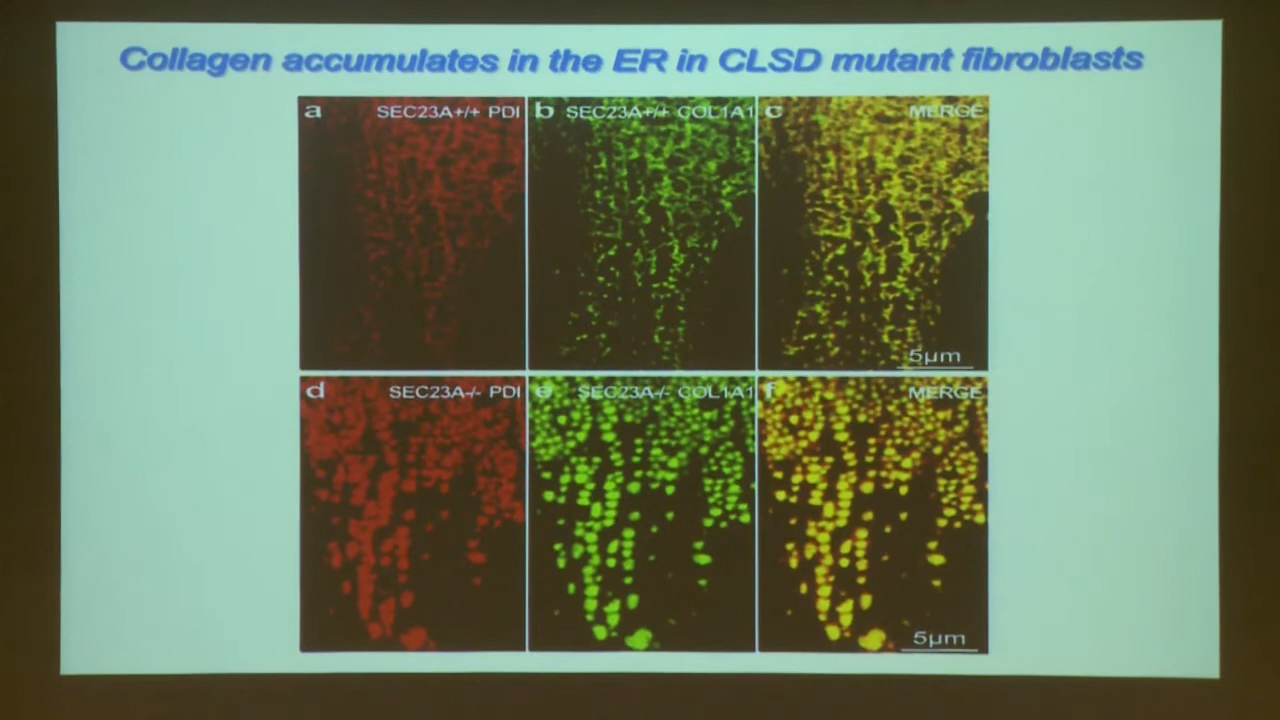 Collagen accumulates in the ER in CLSD mutant fibroblasts
a SEC23A+/+ PDI
b SEC23A+/+ COL1A1
c MERGE
5µm
d SEC23A-/- PDI
e SEC23A-/- COL1A1
f MERGE
5µm